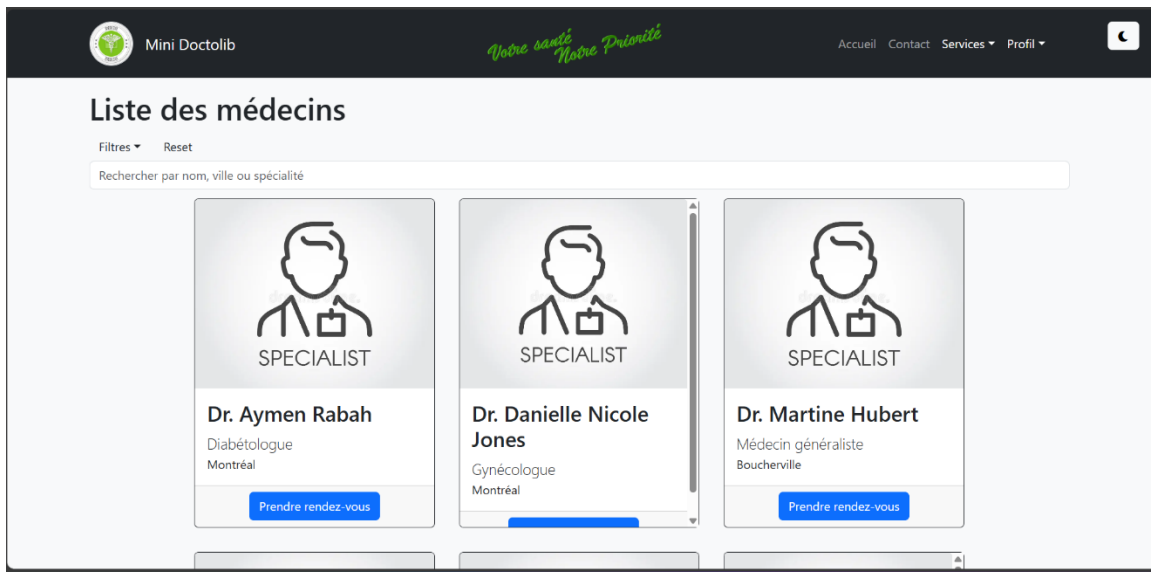 Mini Doctolib
Votre santé
Notre Priorité
Accueil Contact Services Profil
Liste des médecins
Filtres Reset
Rechercher par nom, ville ou spécialité
SPECIALIST
SPECIALIST
SPECIALIST
Dr. Aymen Rabah
Diabétologue
Montréal
Prendre rendez-vous
Dr. Danielle Nicole
Jones
Gynécologue
Montréal
Dr. Martine Hubert
Médecin généraliste
Boucherville
Prendre rendez-vous